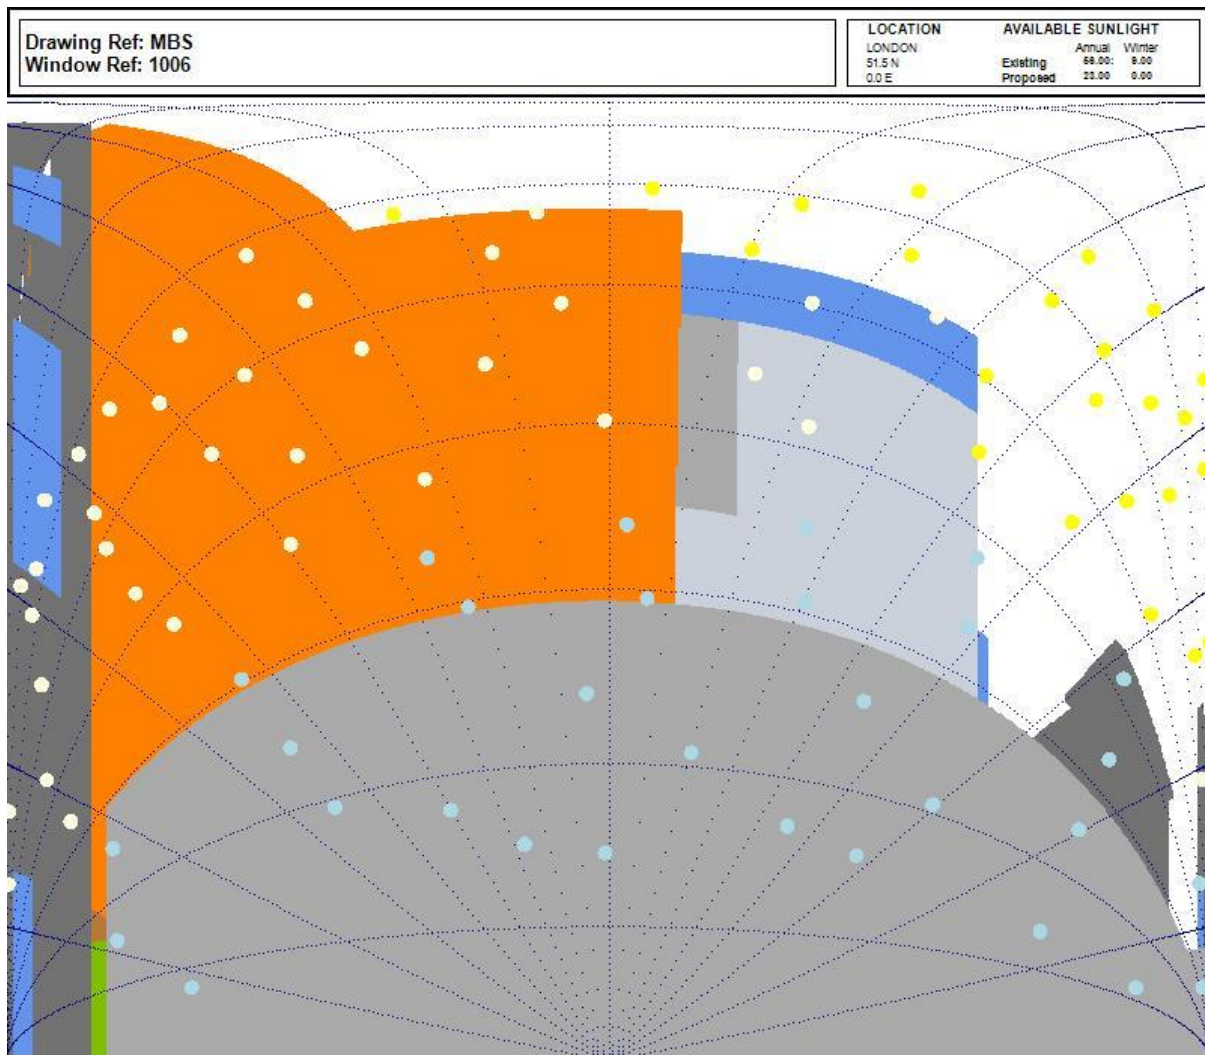 Drawing Ref: MBS
Window Ref: 1006
LOCATION
LONDON
51.5 N
0.0 E
AVAILABLE SUNLIGHT
Annual Winter
Existing 58.00: 9.00
Proposed 23.00 0.00